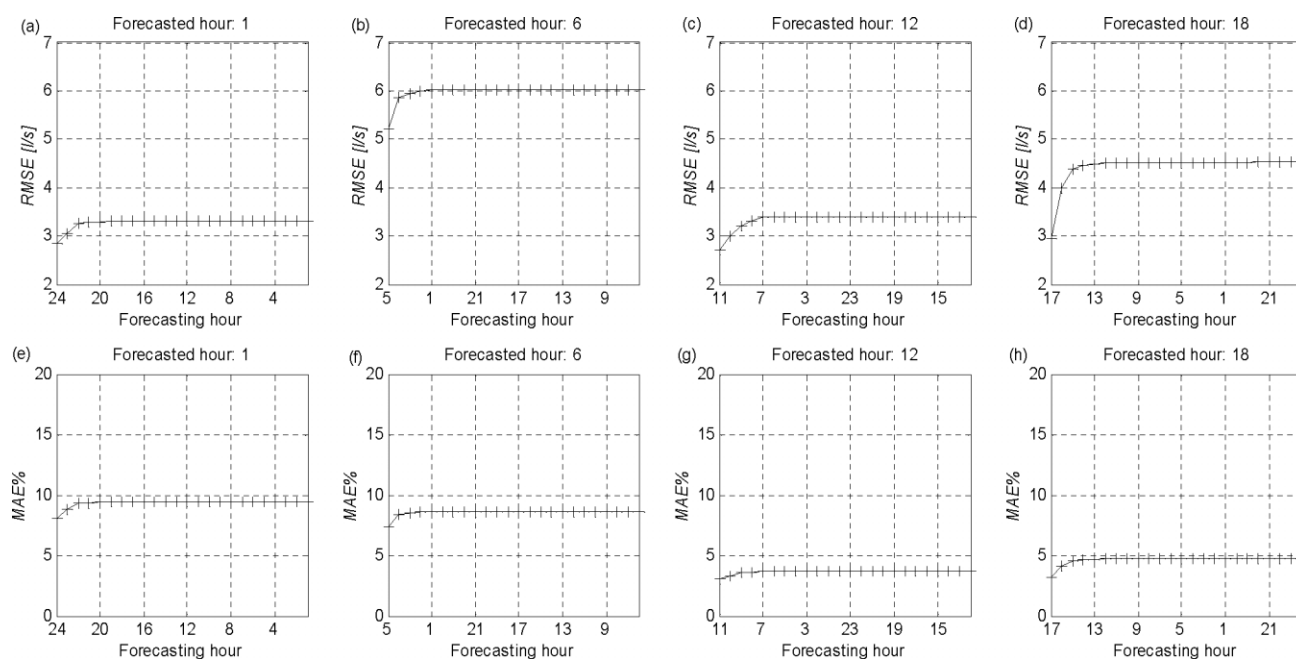 (a) Forecasted hour: 1
7
6
5
4
3
2
RMSE [l/s]
24 20 16 12 8 4
Forecasting hour
(b) Forecasted hour: 6
7
6
5
4
3
2
RMSE [l/s]
5 1 21 17 13 9
Forecasting hour
(c) Forecasted hour: 12
7
6
5
4
3
2
RMSE [l/s]
11 7 3 23 19 15
Forecasting hour
(d) Forecasted hour: 18
7
6
5
4
3
2
RMSE [l/s]
17 13 9 5 1 21
Forecasting hour
(e) Forecasted hour: 1
20
15
10
5
0
MAE%
24 20 16 12 8 4
Forecasting hour
(f) Forecasted hour: 6
20
15
10
5
0
MAE%
5 1 21 17 13 9
Forecasting hour
(g) Forecasted hour: 12
20
15
10
5
0
MAE%
11 7 3 23 19 15
Forecasting hour
(h) Forecasted hour: 18
20
15
10
5
0
MAE%
17 13 9 5 1 21
Forecasting hour